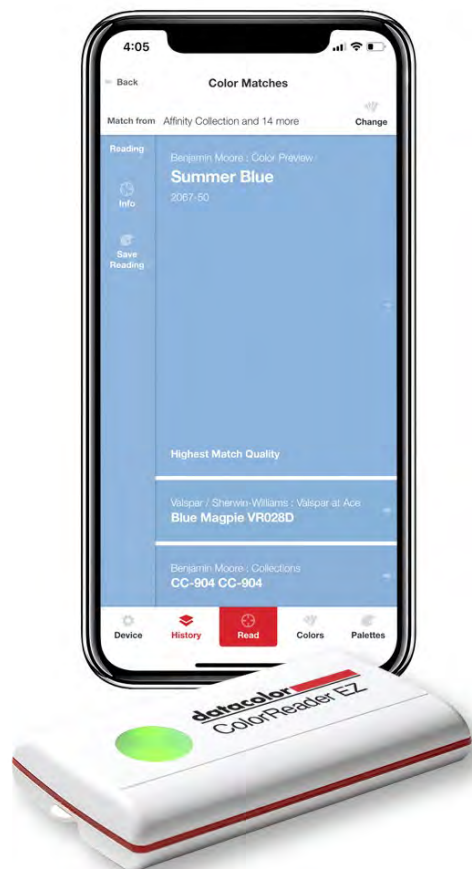 4:05
Back
Color Matches
Match from Affinity Collection and 14 more Change
Reading
Benjamin Moore : Color Preview
Summer Blue
2067-50
Info
Save
Reading
Highest Match Quality
Valspar / Sherwin-Williams : Valspar at Ace
Blue Magpie VR028D
Benjamin Moore : Collections
CC-904 CC-904
Device History Read Colors Palettes
datacolor
ColorReader EZ